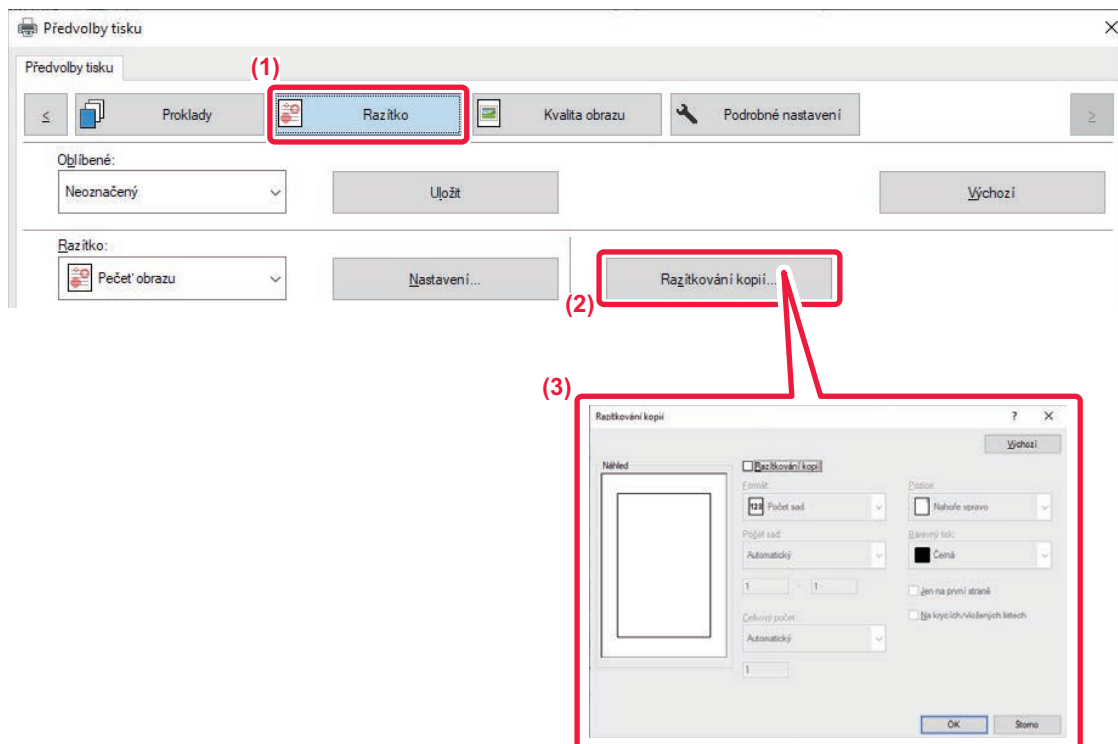 Předvolby tisku
Předvolby tisku
(1)
≤ Proklady Razítko Kvalita obrazu Podrobné nastavení ≥
Oblíbené:
Neoznačený Uložit Výchozí
Razítko:
Pečeť obrazu Nastavení... Razítkování kopií...
(2)
(3)
Razítkování kopií ? X
Výchozí
Náhled Razítkování kopií
Formát: Pozice:
123 Počet sad Nahoře vpravo
Počet sad: Barevný tisk:
Automatický Černá
1 - 1 Jen na první straně
Na krycích/vložených listech
Celkový počet:
Automatický
1
OK Storno